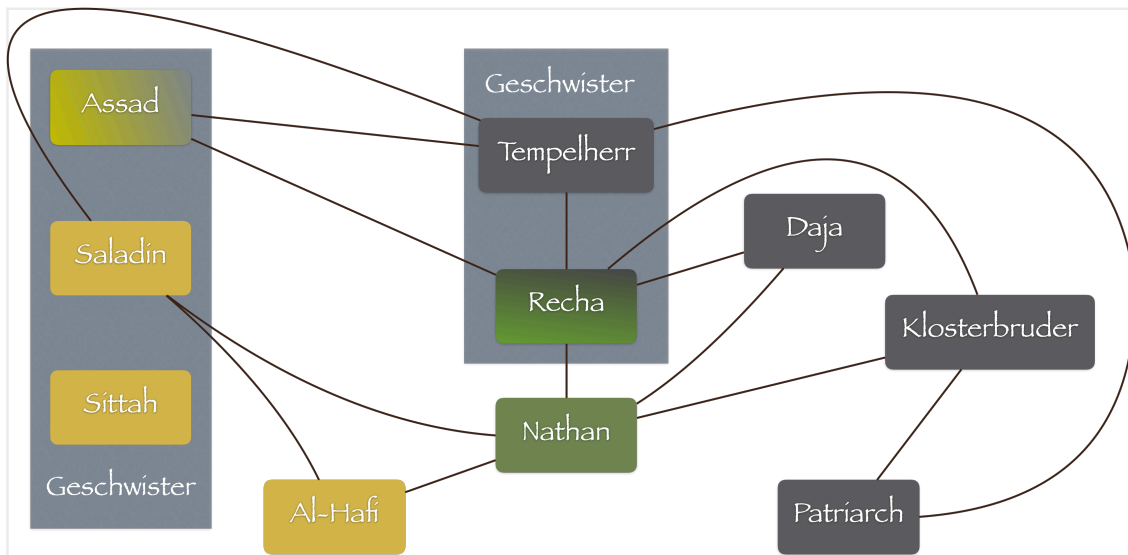 Assad
Saladin
Sittah
Geschwister
Geschwister
Tempelherr
Recha
Nathan
Al-Hafi
Daja
Klosterbruder
Patriarch